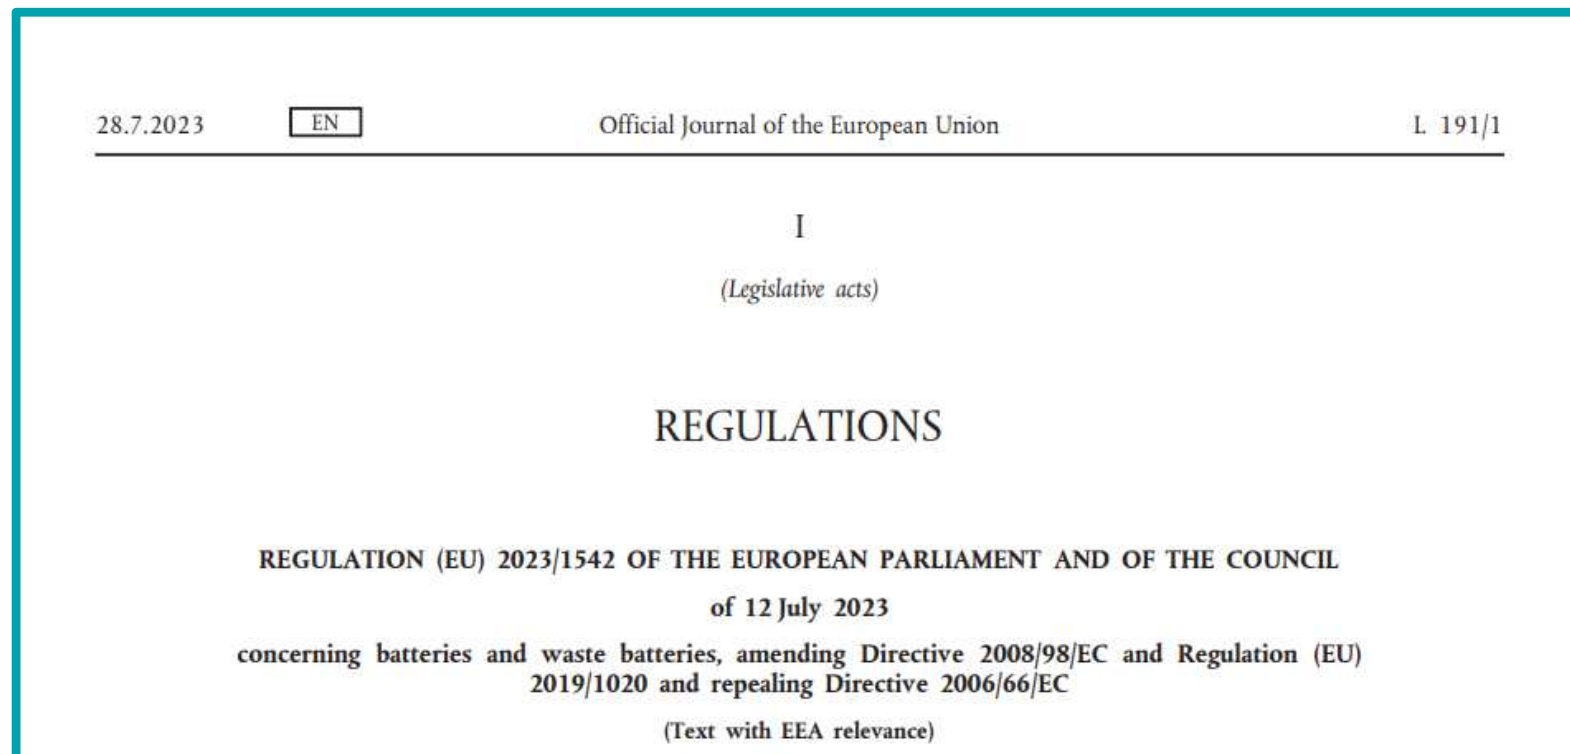 28.7.2023 EN Official Journal of the European Union L 191/1
I
(Legislative acts)
REGULATIONS
REGULATION (EU) 2023/1542 OF THE EUROPEAN PARLIAMENT AND OF THE COUNCIL
of 12 July 2023
concerning batteries and waste batteries, amending Directive 2008/98/EC and Regulation (EU)
2019/1020 and repealing Directive 2006/66/EC
(Text with EEA relevance)